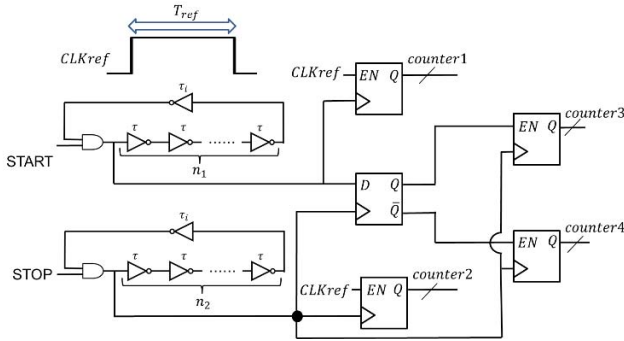 T_ref
CLKref
τ_i
τ τ ...... τ
n_1
START
τ_i
τ τ ...... τ
n_2
STOP
CLKref
EN Q
counter1
D Q
Q̄
CLKref
EN Q
counter2
EN Q
counter3
EN Q
counter4